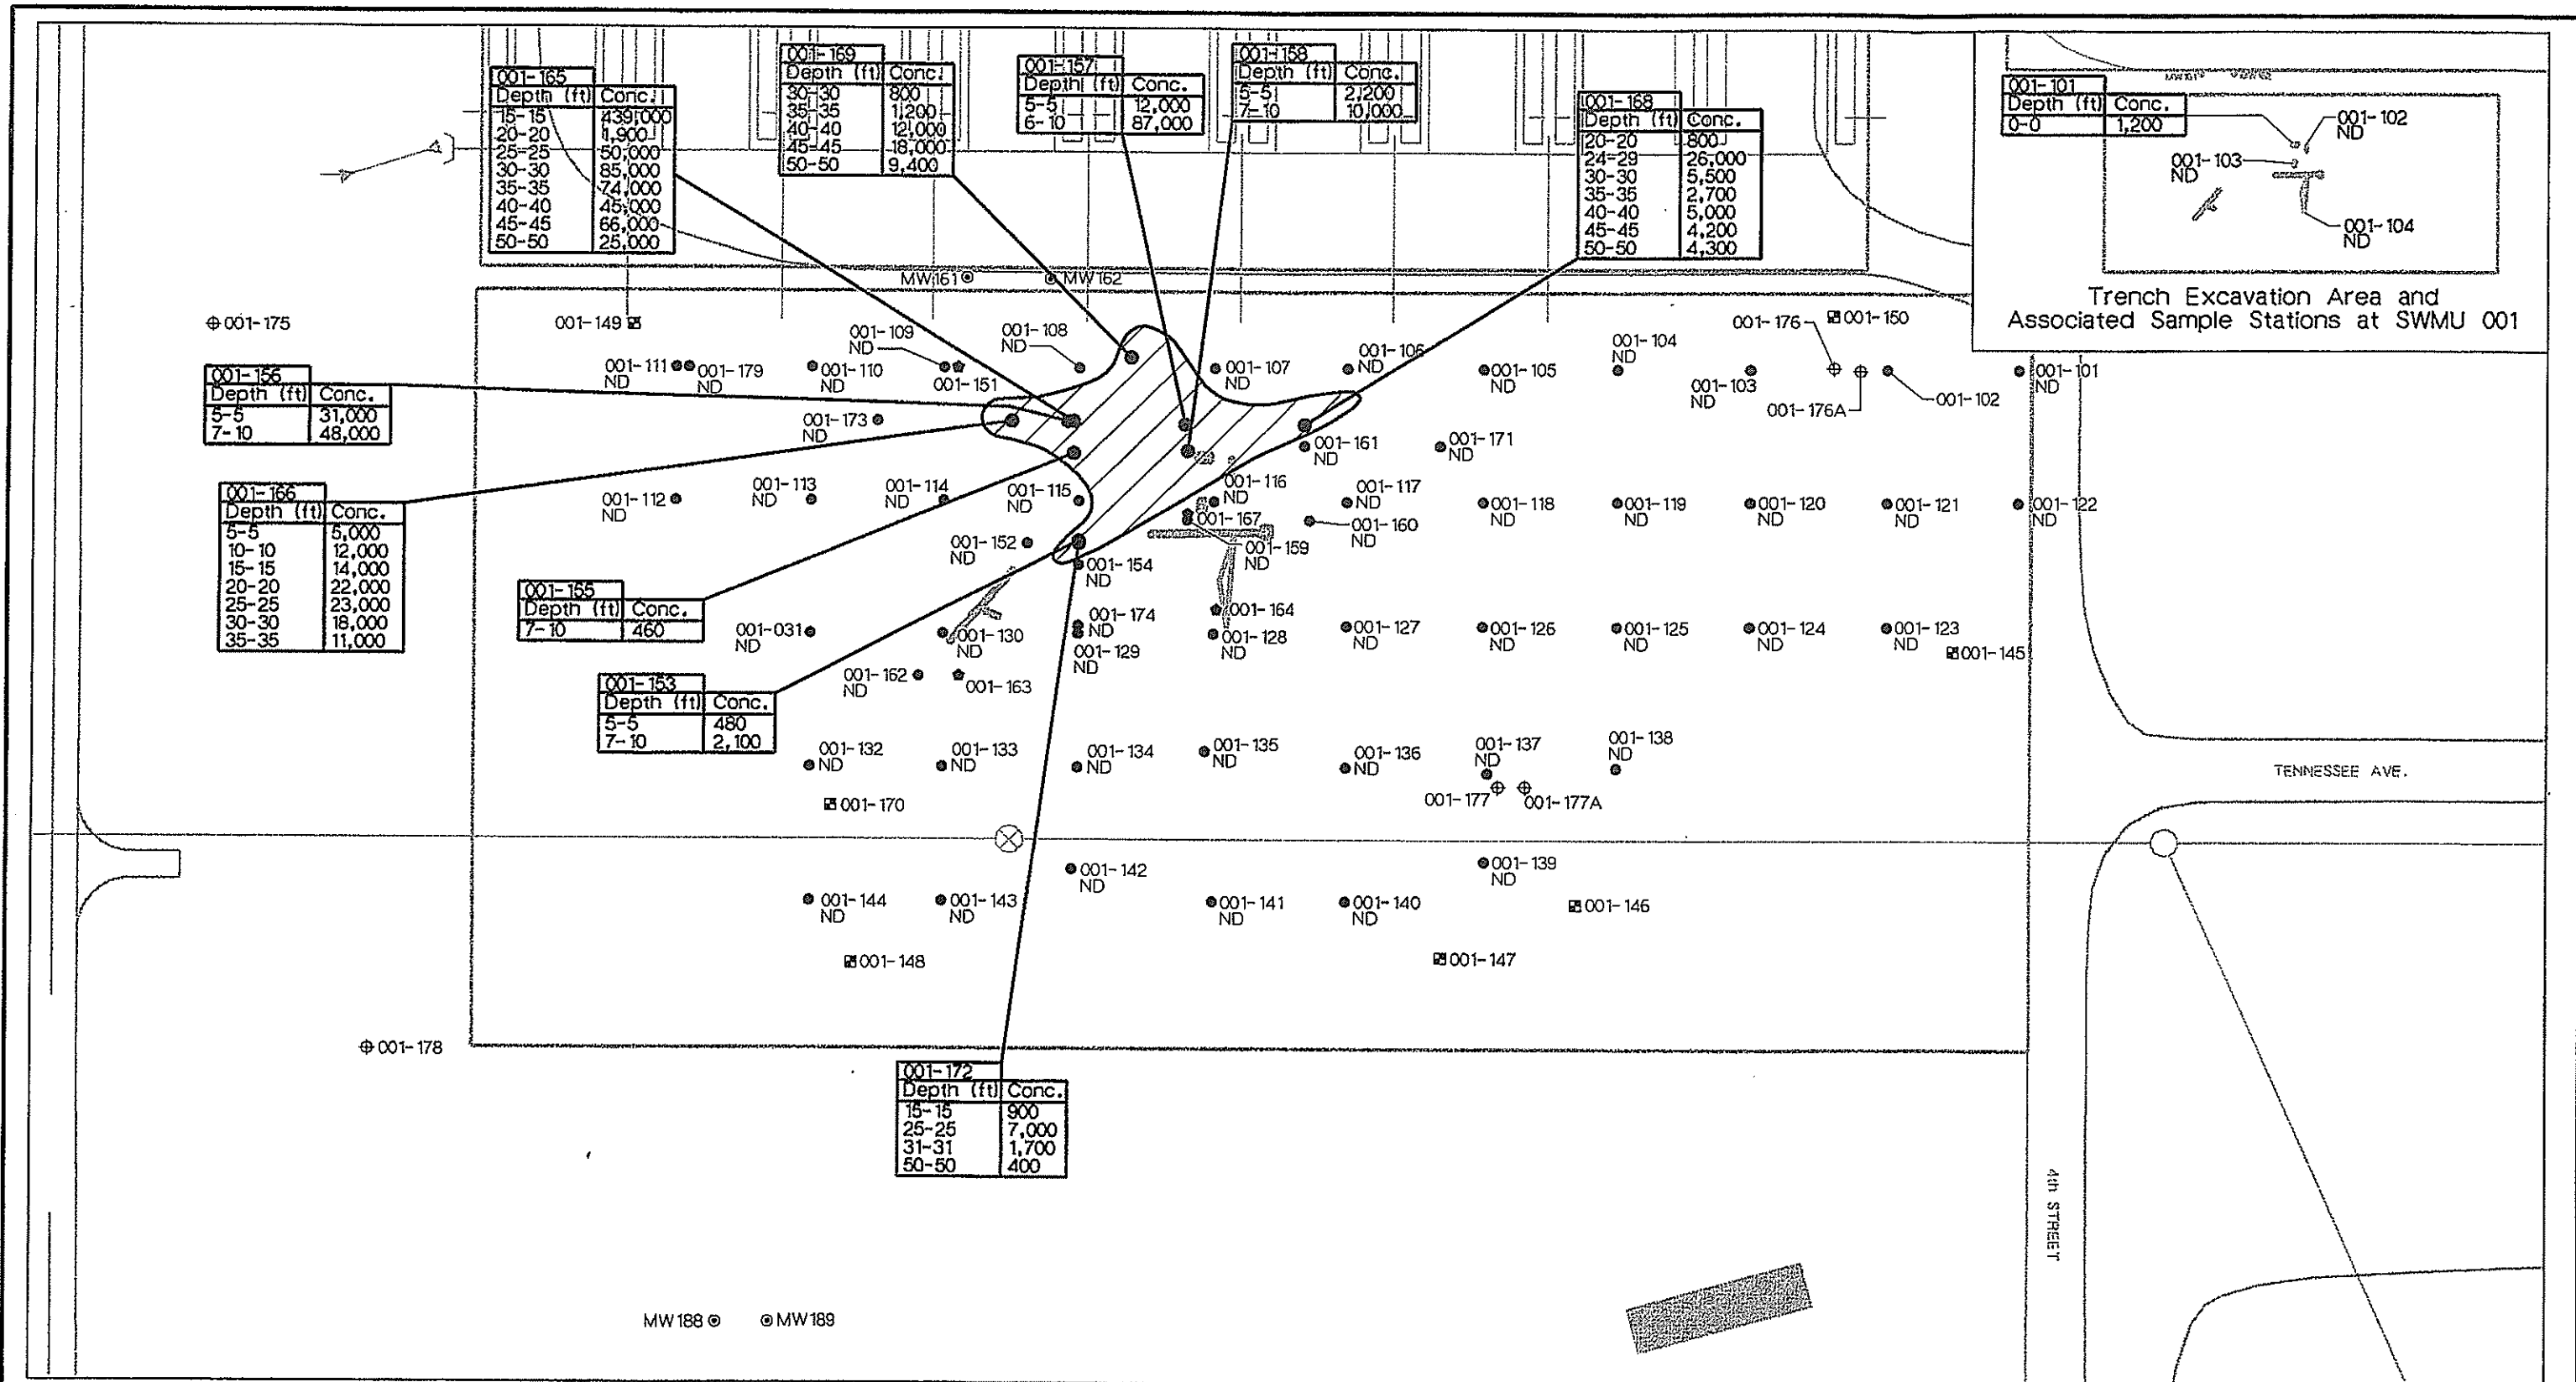 001-165
Depth (ft) Conc.
15-15 439,000
20-20 1,900
25-25 50,000
30-30 85,000
35-35 74,000
40-40 45,000
45-45 66,000
50-50 25,000
001-169
Depth (ft) Conc.
30-30 800
35-35 1,200
40-40 12,000
45-45 18,000
50-50 9,400
001-157
Depth (ft) Conc.
5-5 12,000
6-10 87,000
001-158
Depth (ft) Conc.
5-5 2,200
7-10 10,000
001-168
Depth (ft) Conc.
20-20 800
24-29 26,000
30-30 5,500
35-35 2,700
40-40 5,000
45-45 4,200
50-50 4,300
001-101
Depth (ft) Conc.
0-0 1,200
001-102
ND
001-103
ND
001-104
ND
Trench Excavation Area and
Associated Sample Stations at SWMU 001
MW161
MW162
001-175
001-149
001-109
ND
001-151
001-108
ND
001-176
001-150
001-111
ND
001-179
ND
001-110
ND
001-107
ND
001-106
ND
001-105
ND
001-104
ND
001-103
ND
001-176A
001-102
001-101
ND
001-156
Depth (ft) Conc.
5-5 31,000
7-10 48,000
001-173
ND
001-161
ND
001-171
ND
001-166
Depth (ft) Conc.
5-5 5,000
10-10 12,000
15-15 14,000
20-20 22,000
25-25 23,000
30-30 18,000
35-35 11,000
001-112
ND
001-113
ND
001-114
ND
001-115
ND
001-116
ND
001-117
ND
001-118
ND
001-119
ND
001-120
ND
001-121
ND
001-122
ND
001-167
001-160
ND
001-159
ND
001-152
ND
001-154
ND
001-155
Depth (ft) Conc.
7-10 460
001-031
ND
001-130
ND
001-174
ND
001-129
ND
001-164
001-128
ND
001-127
ND
001-126
ND
001-125
ND
001-124
ND
001-123
ND
001-145
001-162
ND
001-163
001-153
Depth (ft) Conc.
5-5 480
7-10 2,100
001-132
ND
001-133
ND
001-134
ND
001-135
ND
001-136
ND
001-137
ND
001-138
ND
001-177
001-177A
TENNESSEE AVE.
001-170
001-142
ND
001-139
ND
001-144
ND
001-143
ND
001-141
ND
001-140
ND
001-146
001-148
001-147
001-178
001-172
Depth (ft) Conc.
15-15 900
25-25 7,000
31-31 1,700
50-50 400
4th STREET
MW188
MW189